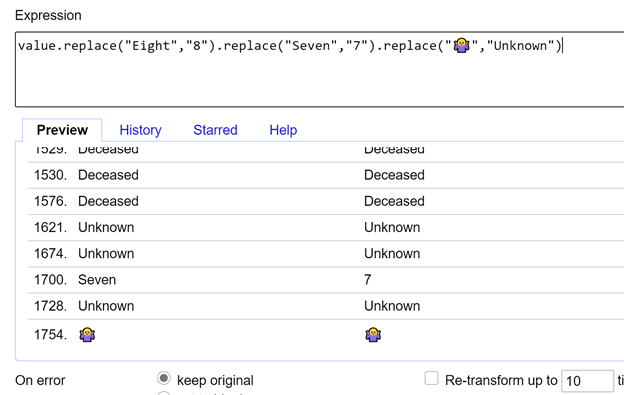 Expression
value.replace("Eight","8").replace("Seven","7").replace("🤷‍♀️","Unknown")
Preview History Starred Help
1529. Deceased Deceased
1530. Deceased Deceased
1576. Deceased Deceased
1621. Unknown Unknown
1674. Unknown Unknown
1700. Seven 7
1728. Unknown Unknown
1754. 🤷‍♀️ 🤷‍♀️
On error keep original Re-transform up to 10 ti